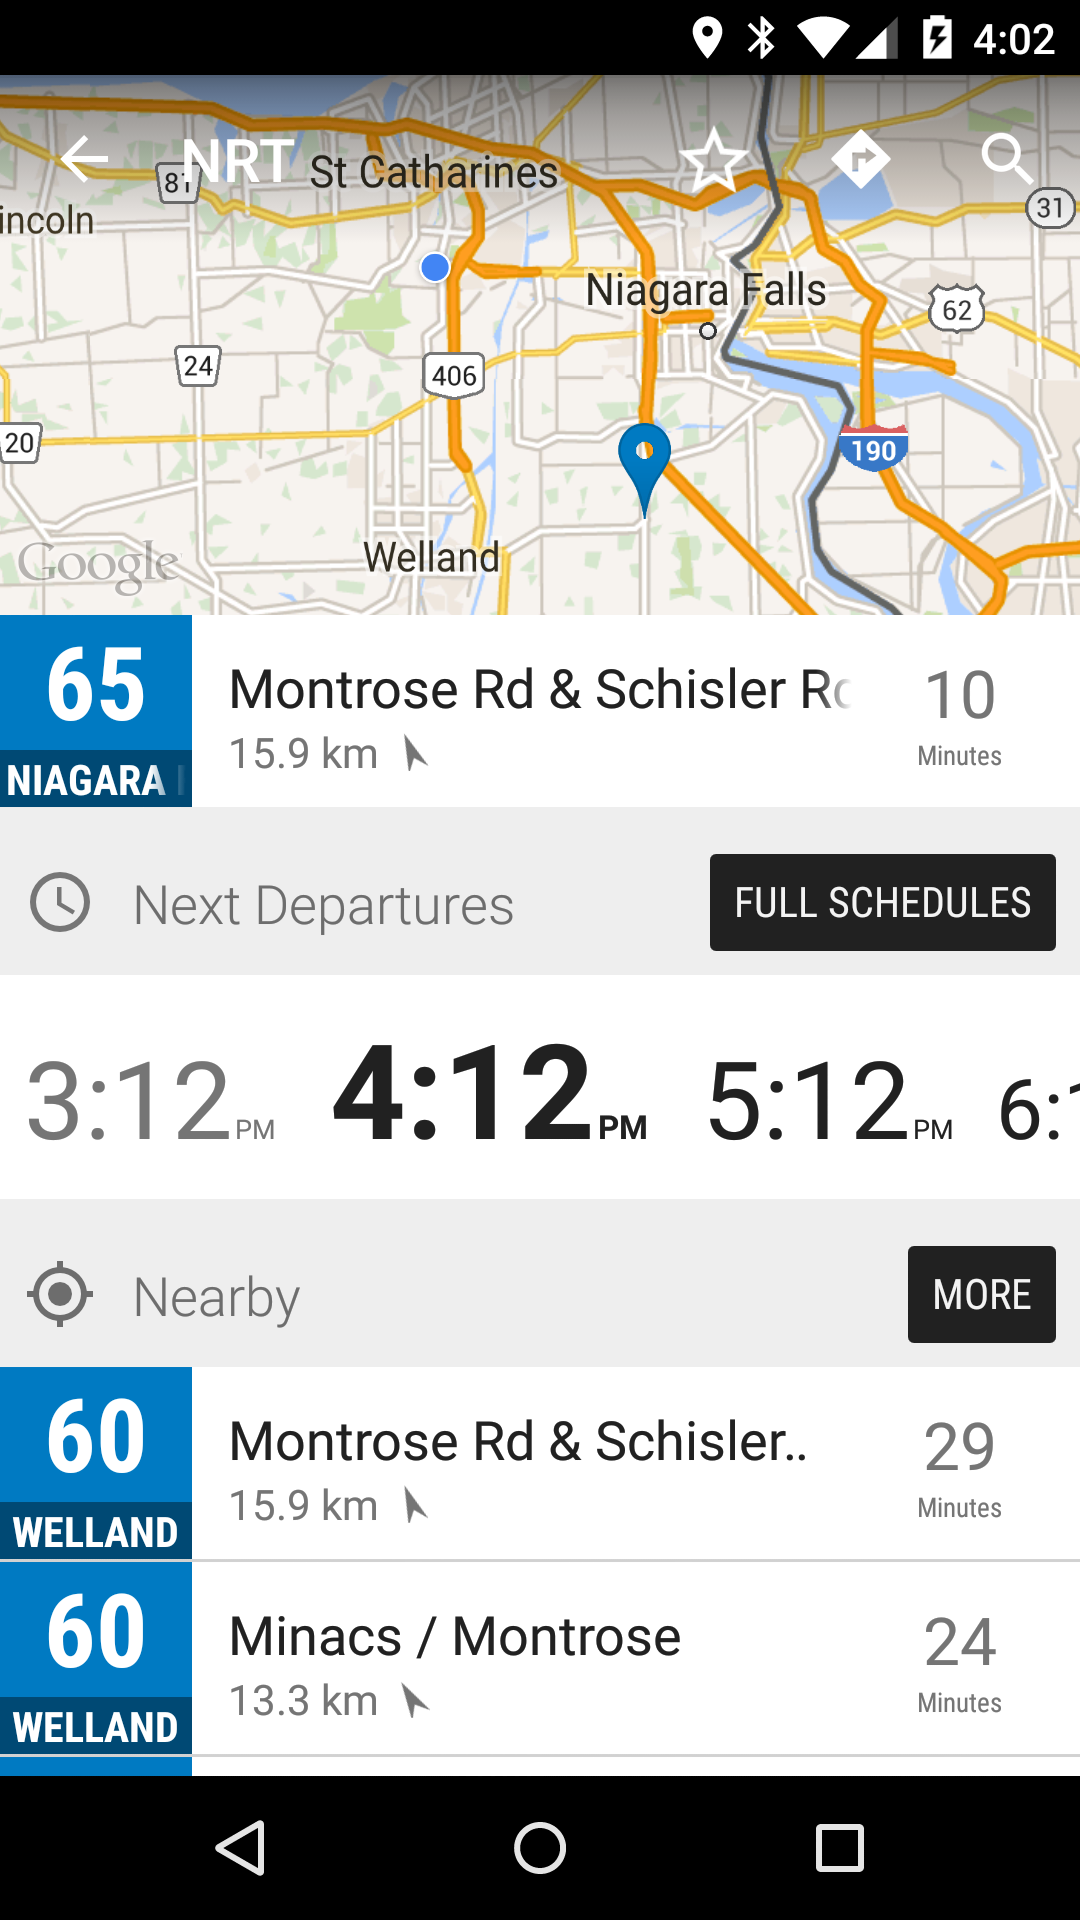 4:02
NRT
81
St Catharines
incoln
31
Niagara Falls
62
24
406
20
190
Welland
Google
65
Montrose Rd & Schisler
10
15.9 km
Minutes
NIAGARA
Next Departures
FULL SCHEDULES
3:12 PM
4:12 PM
5:12 PM
6:1
Nearby
MORE
60
Montrose Rd & Schisler..
29
15.9 km
Minutes
WELLAND
60
Minacs / Montrose
24
13.3 km
Minutes
WELLAND